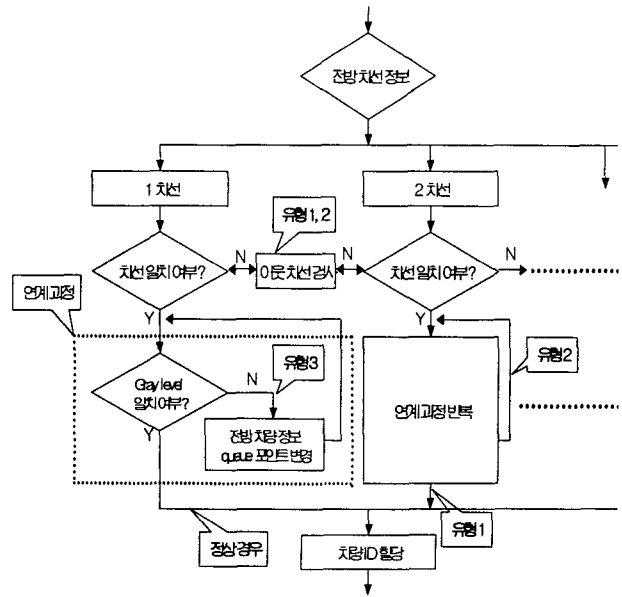 전방 차선 정보
1 차선
2 차선
유형1, 2
차선 일치 여부?
N
이웃 차선 검사
N
차선 일치 여부?
N
연계 과정
Y
Y
유형2
Gray level
일치 여부?
N
유형3
연계 과정 반복
Y
전방 차량 정보
queue 포인트 변경
정상 경우
유형1
차량 ID 할당